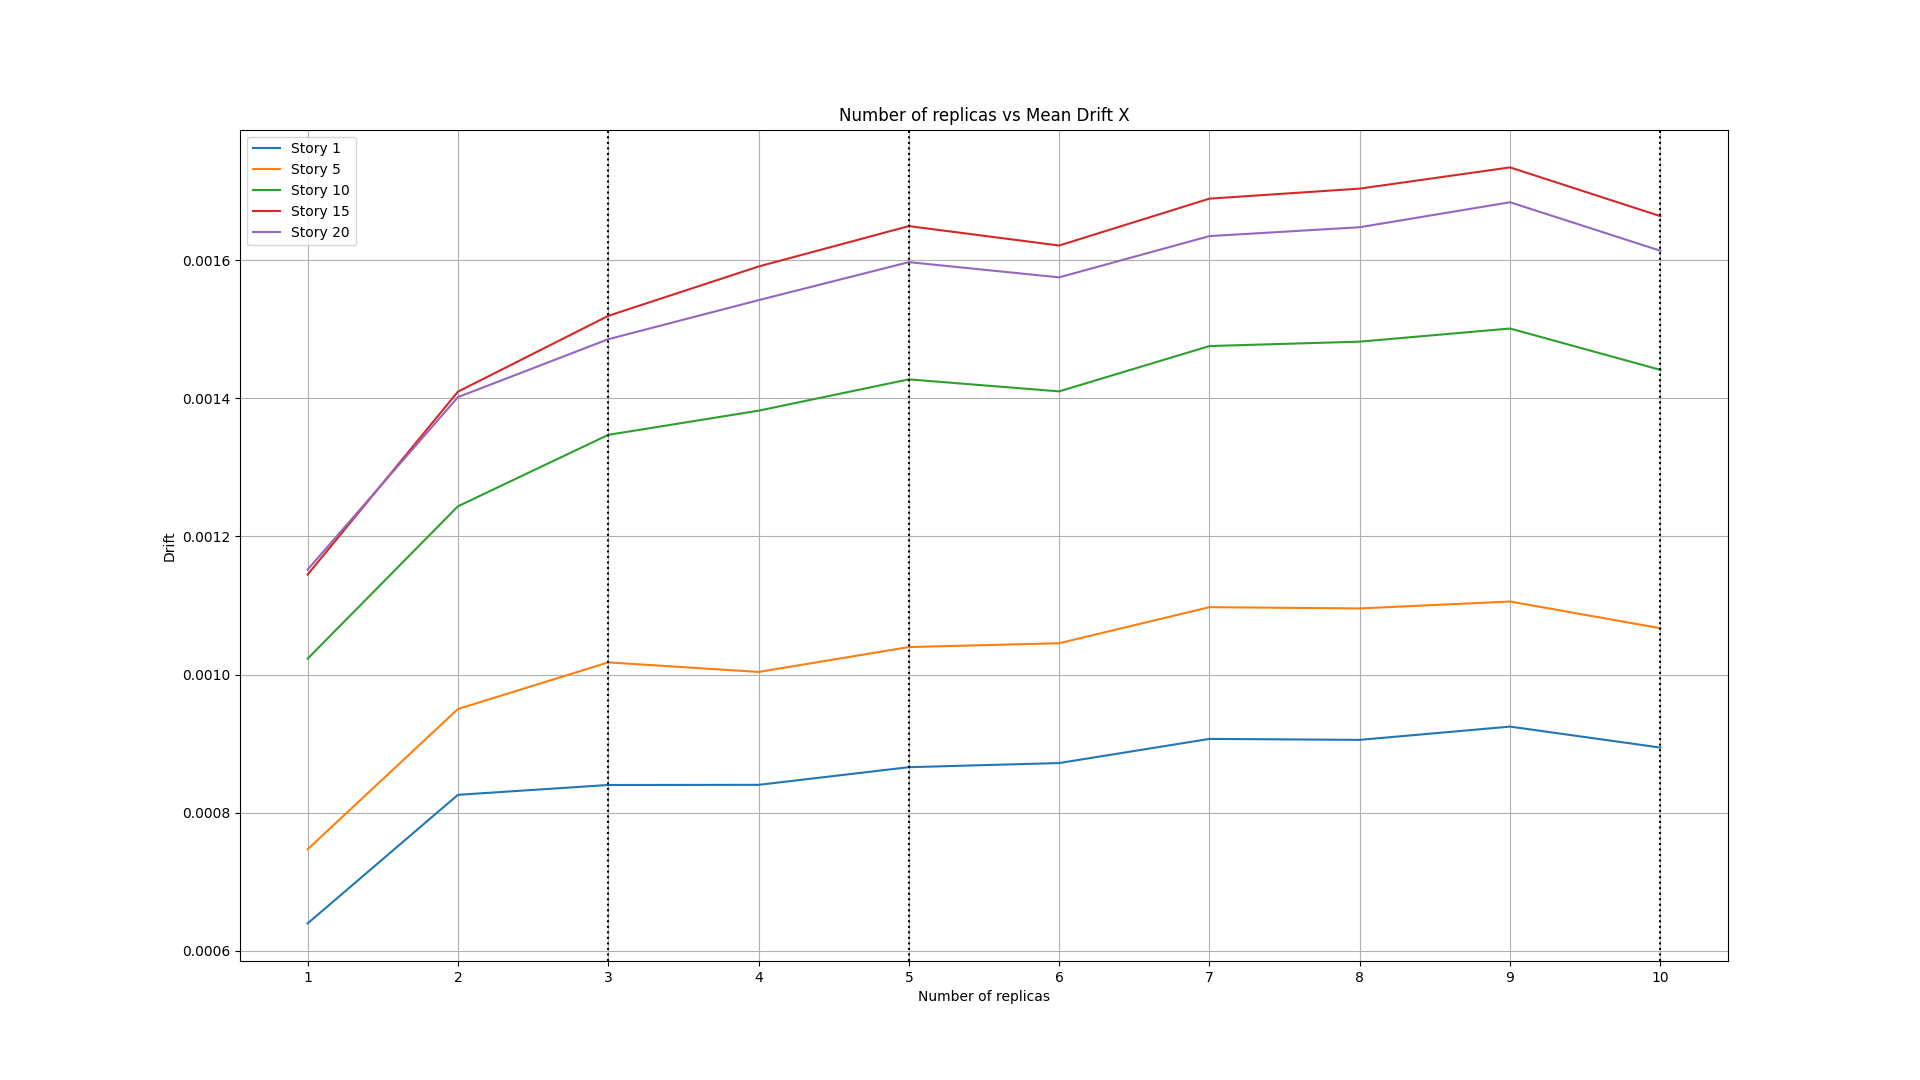 Number of replicas vs Mean Drift X
Story 1
Story 5
Story 10
Story 15
Story 20
Drift
0.0016
0.0014
0.0012
0.0010
0.0008
0.0006
1 2 3 4 5 6 7 8 9 10
Number of replicas